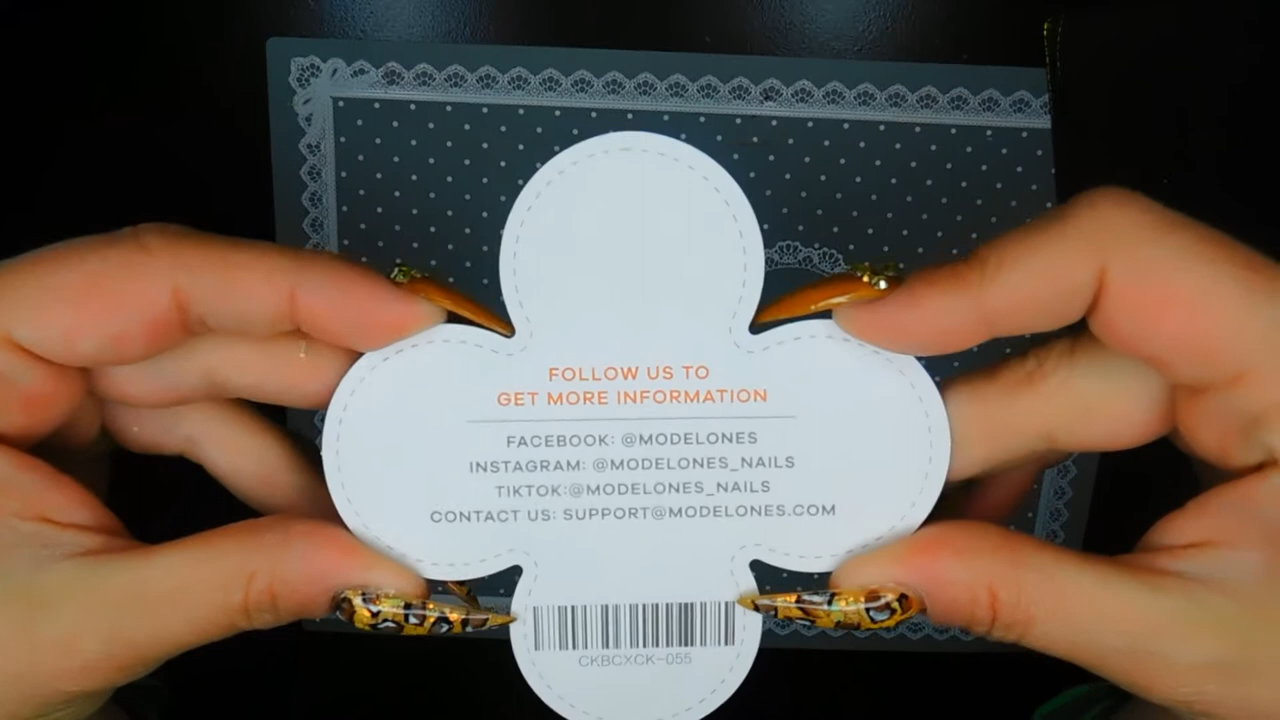 FOLLOW US TO
GET MORE INFORMATION
FACEBOOK: @MODELONES
INSTAGRAM: @MODELONES_NAILS
TIKTOK:@MODELONES_NAILS
CONTACT US: SUPPORT@MODELONES.COM
CKBCXCK-055